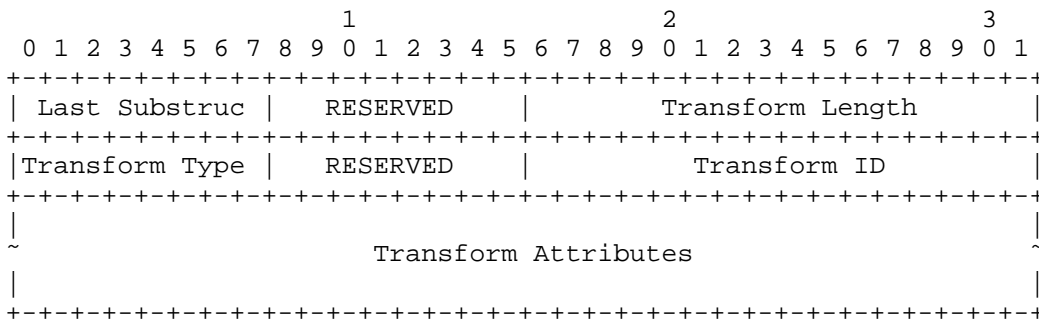 1                   2                   3
 0 1 2 3 4 5 6 7 8 9 0 1 2 3 4 5 6 7 8 9 0 1 2 3 4 5 6 7 8 9 0 1
+-+-+-+-+-+-+-+-+-+-+-+-+-+-+-+-+-+-+-+-+-+-+-+-+-+-+-+-+-+-+-+-+
| Last Substruc |   RESERVED    |        Transform Length       |
+-+-+-+-+-+-+-+-+-+-+-+-+-+-+-+-+-+-+-+-+-+-+-+-+-+-+-+-+-+-+-+-+
|Transform Type |   RESERVED    |          Transform ID         |
+-+-+-+-+-+-+-+-+-+-+-+-+-+-+-+-+-+-+-+-+-+-+-+-+-+-+-+-+-+-+-+-+
|                                                               |
~                      Transform Attributes                     ~
|                                                               |
+-+-+-+-+-+-+-+-+-+-+-+-+-+-+-+-+-+-+-+-+-+-+-+-+-+-+-+-+-+-+-+-+